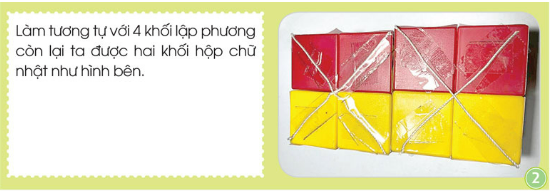 Làm tương tự với 4 khối lập phương
còn lại ta được hai khối hộp chữ
nhật như hình bên.
2